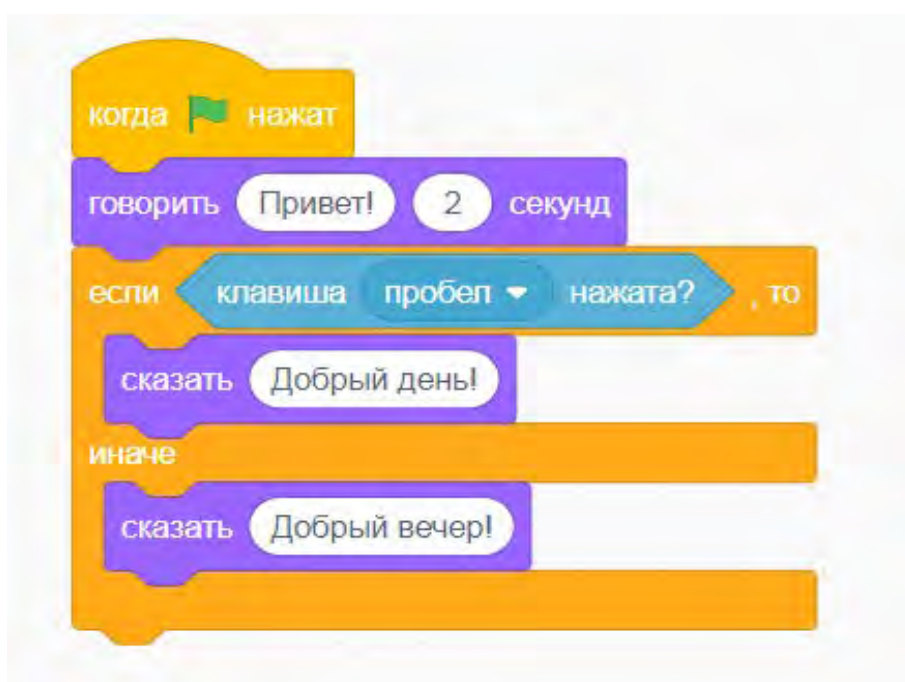 когда нажат
говорить Привет! 2 секунд
если клавиша пробел нажата? , то
сказать Добрый день!
иначе
сказать Добрый вечер!